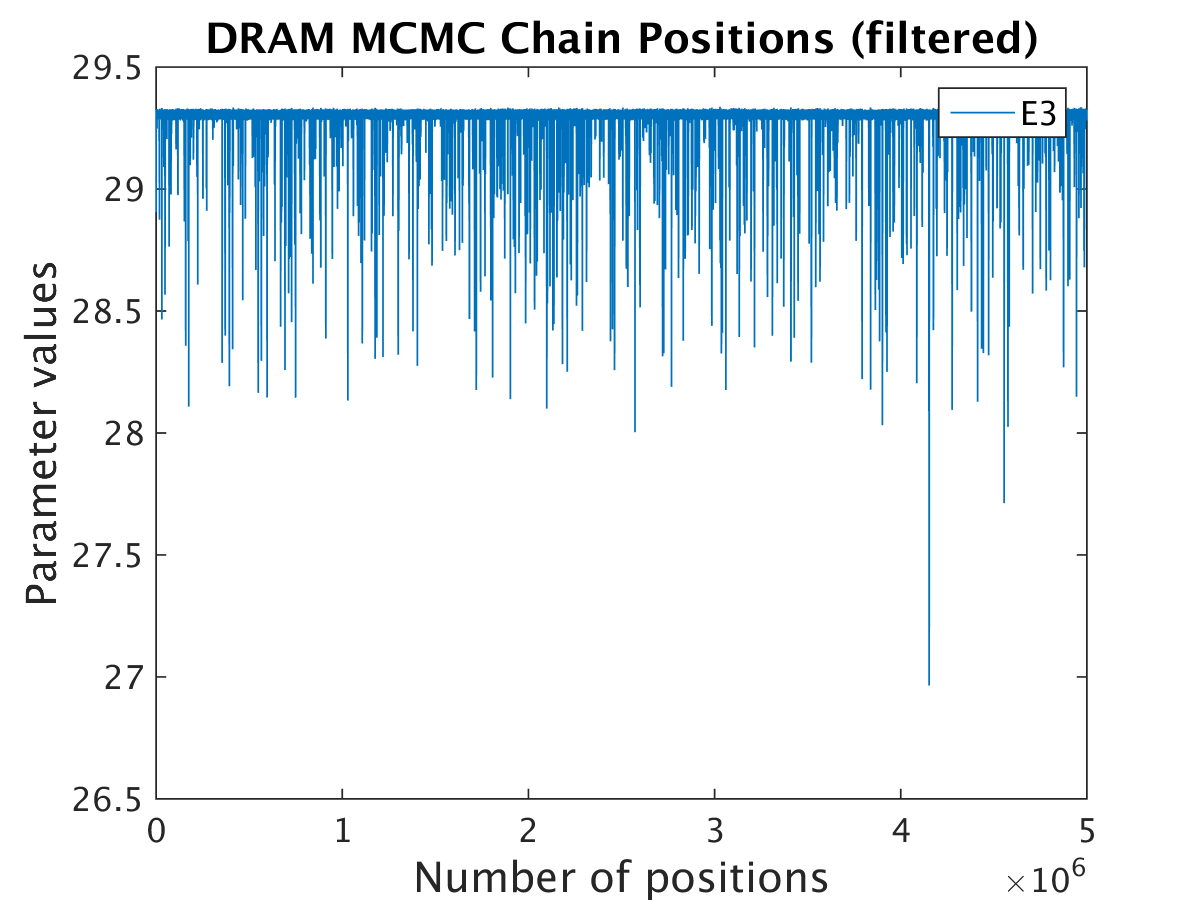 DRAM MCMC Chain Positions (filtered)
29.5
29
28.5
28
27.5
27
26.5
Parameter values
E3
0 1 2 3 4 5
×10^6
Number of positions